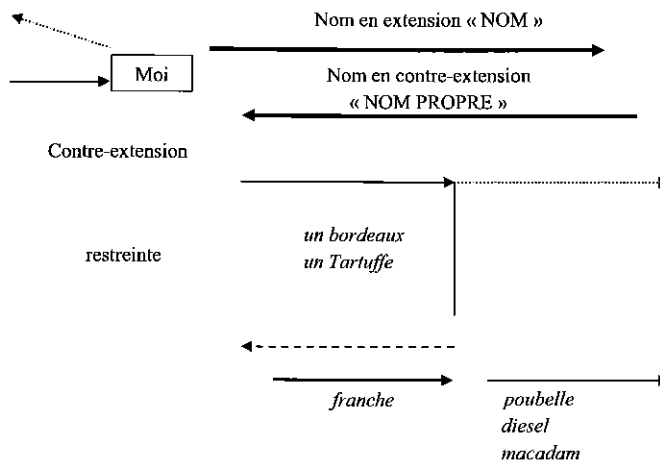 Nom en extension « NOM »
Moi
Nom en contre-extension
« NOM PROPRE »
Contre-extension
restreinte
un bordeaux
un Tartuffe
franche
poubelle
diesel
macadam